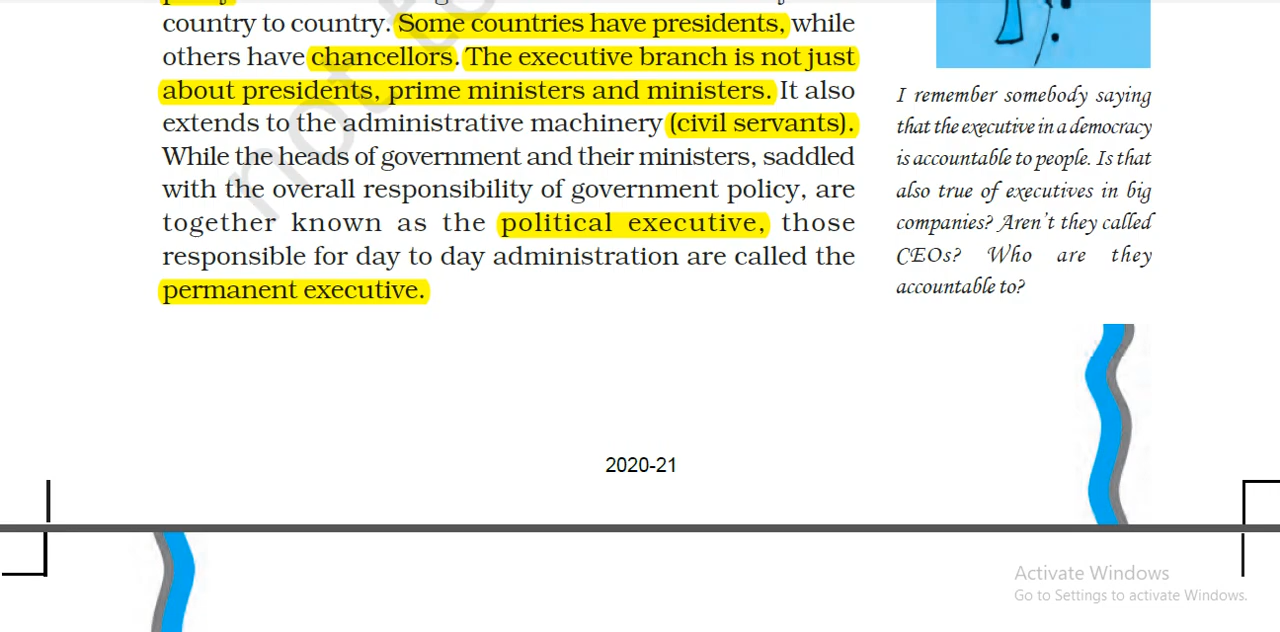 country to country. Some countries have presidents, while
others have chancellors. The executive branch is not just
about presidents, prime ministers and ministers. It also
extends to the administrative machinery (civil servants).
While the heads of government and their ministers, saddled
with the overall responsibility of government policy, are
together known as the political executive, those
responsible for day to day administration are called the
permanent executive.
I remember somebody saying
that the executive in a democracy
is accountable to people. Is that
also true of executives in big
companies? Aren't they called
CEOs? Who are they
accountable to?
2020-21
not t
Activate Windows
Go to Settings to activate Windows.